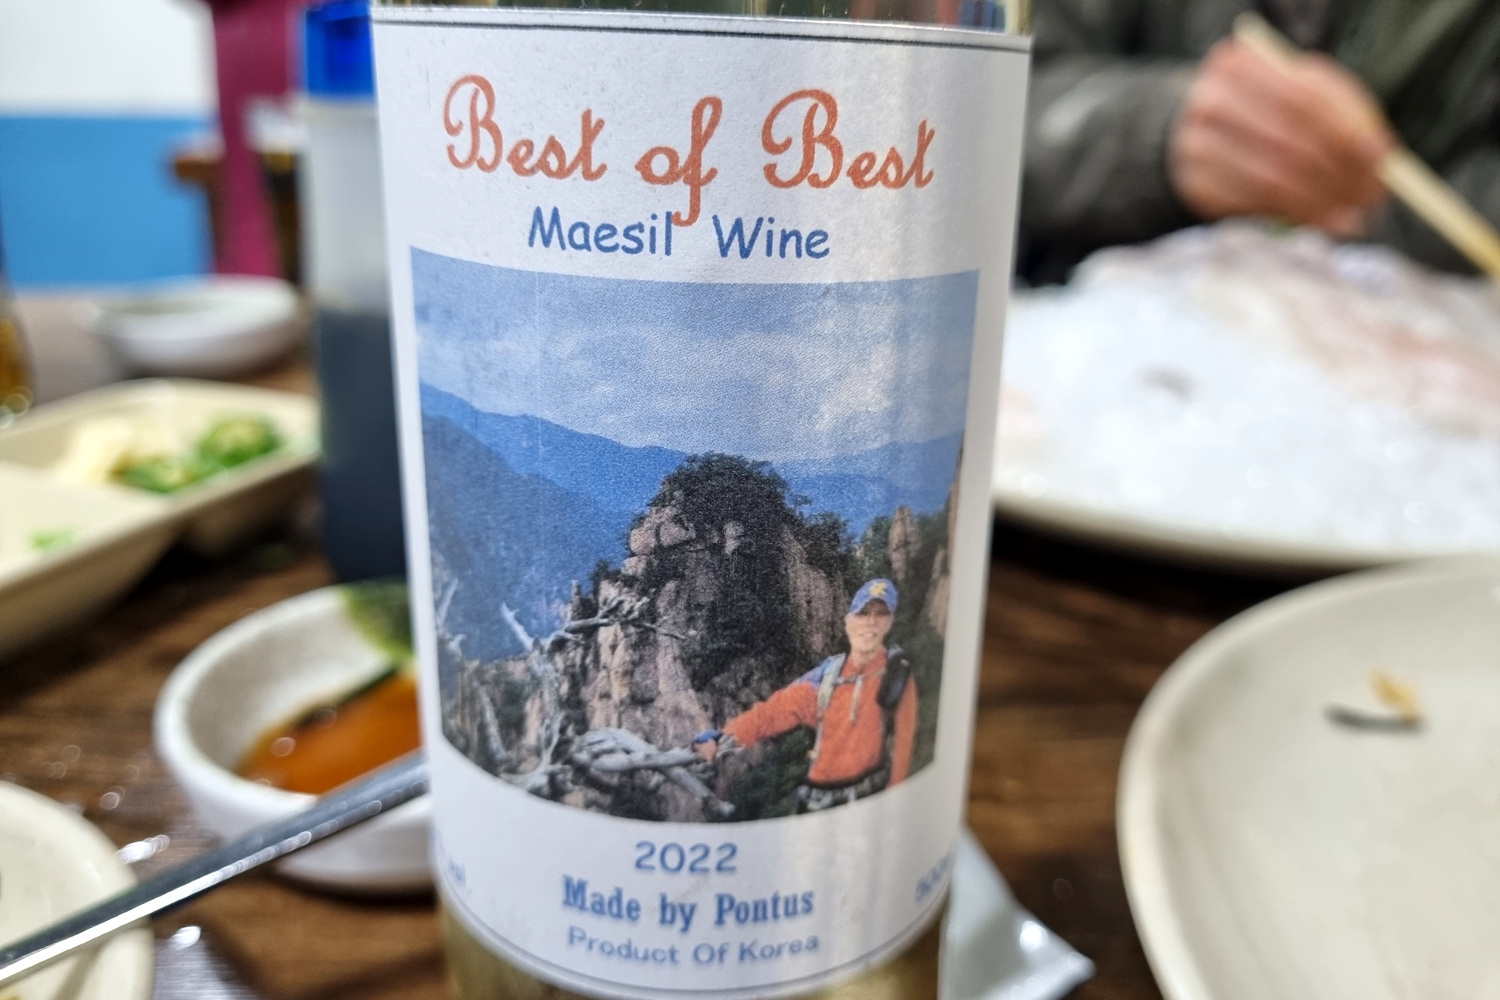 Best of Best
Maesil Wine
2022
Made by Pontus
Product Of Korea